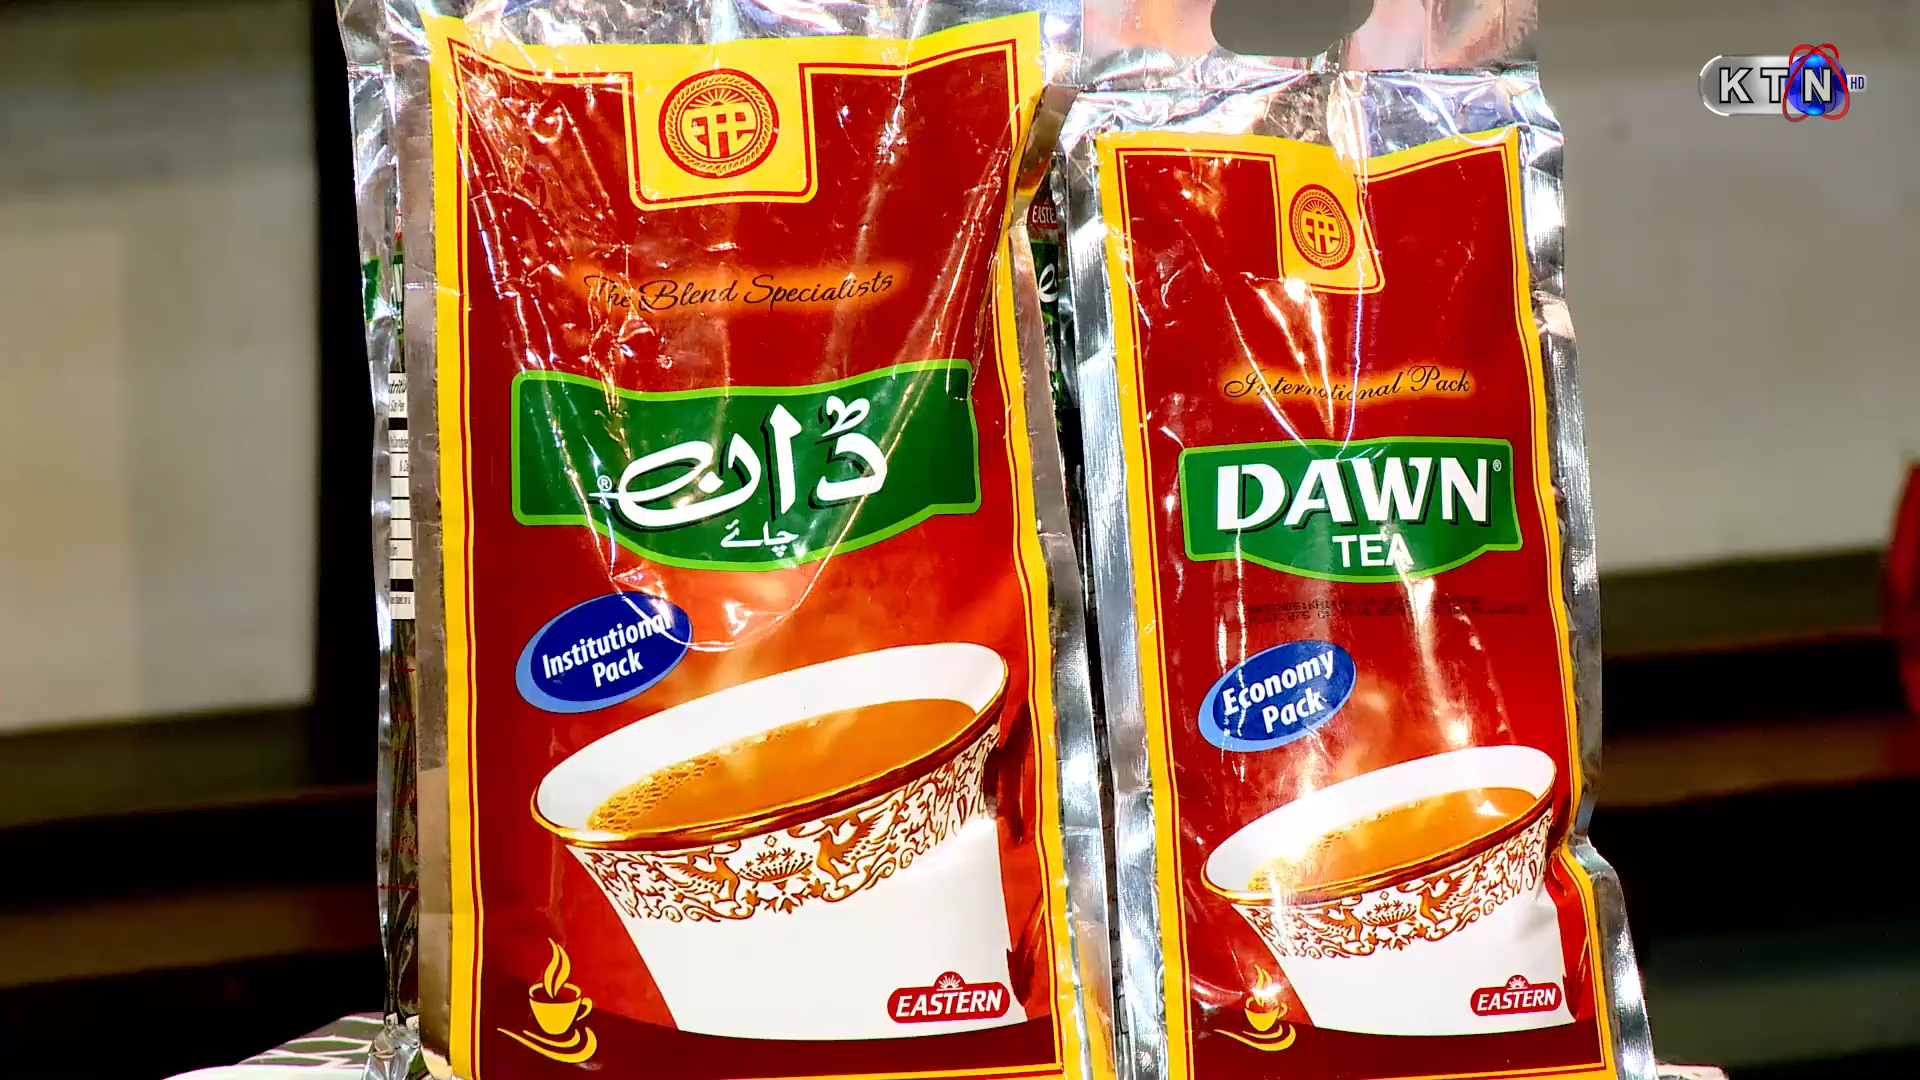 The Blend Specialists
ڈان
®
چائے
Institutional
Pack
EASTERN
International Pack
DAWN®
TEA
Economy
Pack
EASTERN
KTN HD